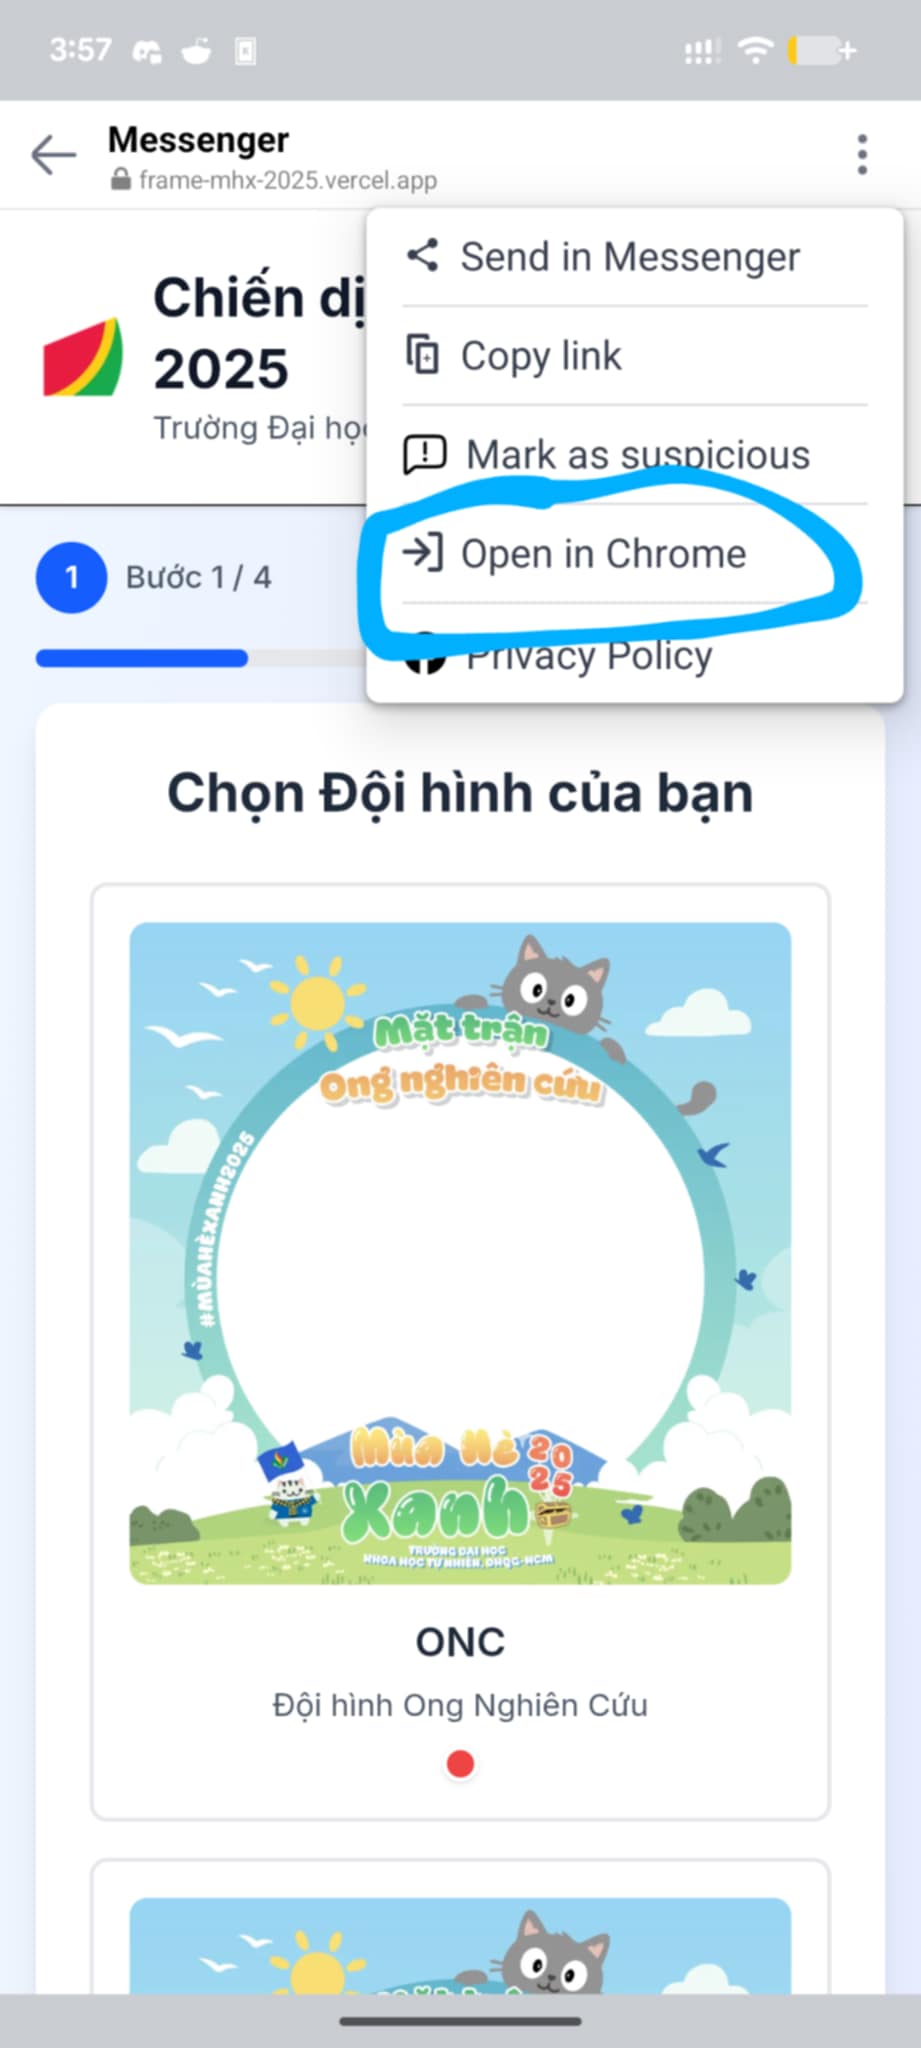 3:57
Messenger
frame-mhx-2025.vercel.app
Send in Messenger
Copy link
Mark as suspicious
Open in Chrome
Privacy Policy
Chiến dị
2025
Trường Đại họ
1
Bước 1 / 4
Chọn Đội hình của bạn
Mặt trận
Ong nghiên cứu
#MÙAHÈXANH2025
Mùa Hè 20
25
Xanh
TRƯỜNG ĐẠI HỌC
KHOA HỌC TỰ NHIÊN, ĐHQG-HCM
ONC
Đội hình Ong Nghiên Cứu